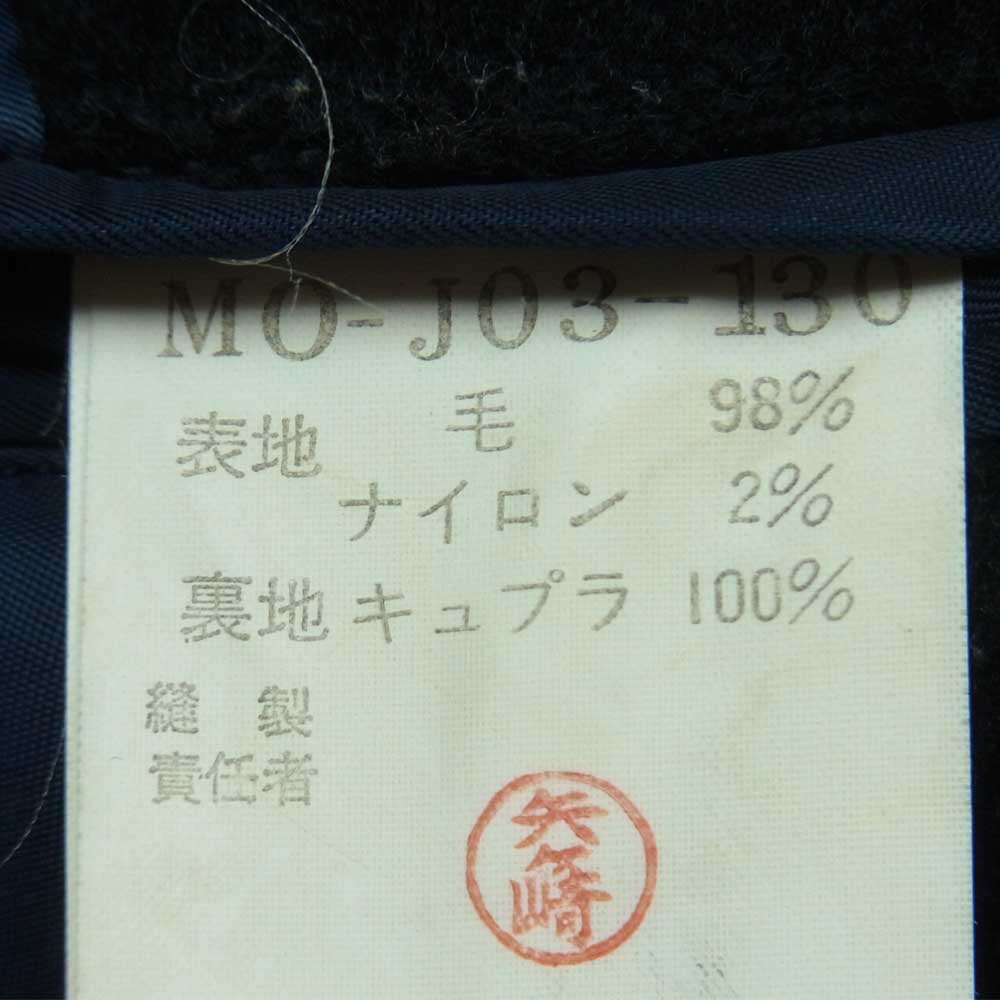 MO-J03-130
表地 毛 98%
ナイロン 2%
裏地 キュプラ 100%
縫製
責任者
矢崎